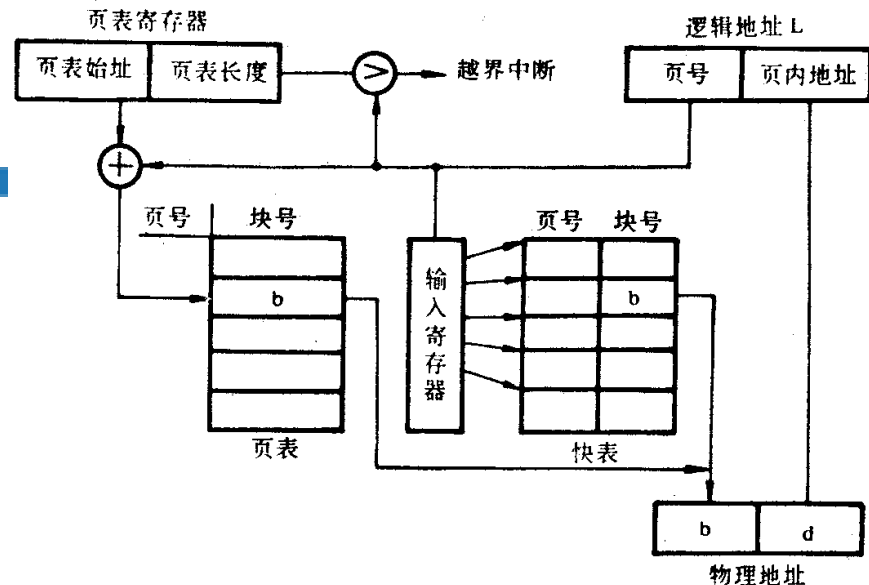 页表寄存器
逻辑地址 L
页表始址 页表长度
>
越界中断
页号 页内地址
+
页号 块号
页号 块号
b
输入寄存器
b
页表
快表
b d
物理地址